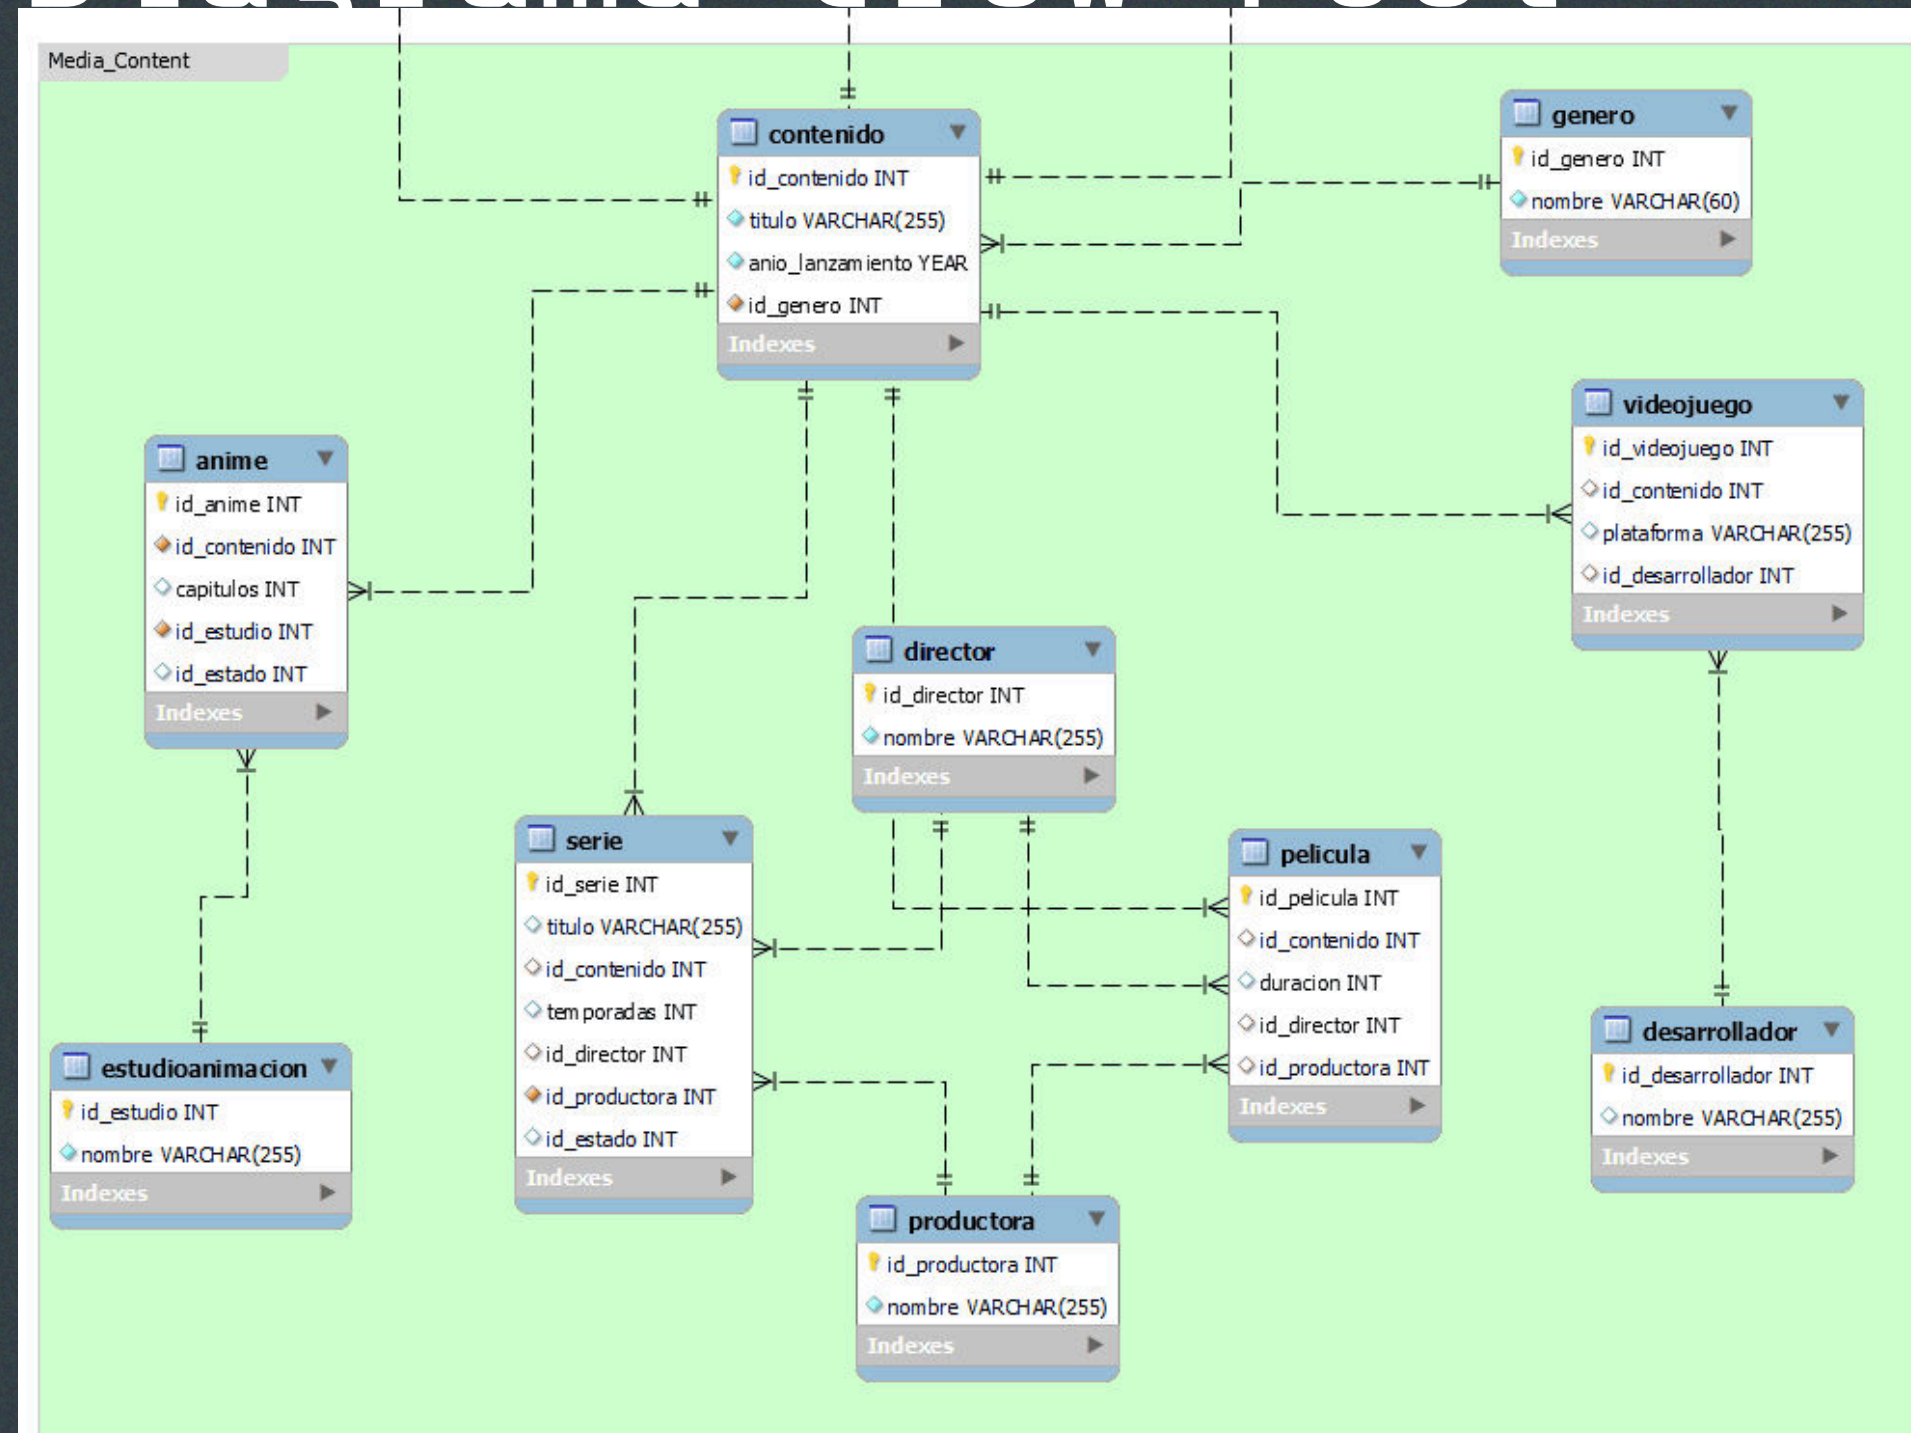 Media_Content
contenido
id_contenido INT
titulo VARCHAR(255)
anio_lanzamiento YEAR
id_genero INT
Indexes
genero
id_genero INT
nombre VARCHAR(60)
Indexes
videojuego
id_videojuego INT
id_contenido INT
plataforma VARCHAR(255)
id_desarrollador INT
Indexes
anime
id_anime INT
id_contenido INT
capitulos INT
id_estudio INT
id_estado INT
Indexes
director
id_director INT
nombre VARCHAR(255)
Indexes
serie
id_serie INT
titulo VARCHAR(255)
id_contenido INT
temporadas INT
id_director INT
id_productora INT
id_estado INT
Indexes
pelicula
id_pelicula INT
id_contenido INT
duracion INT
id_director INT
id_productora INT
Indexes
desarrollador
id_desarrollador INT
nombre VARCHAR(255)
Indexes
estudioanimacion
id_estudio INT
nombre VARCHAR(255)
Indexes
productora
id_productora INT
nombre VARCHAR(255)
Indexes